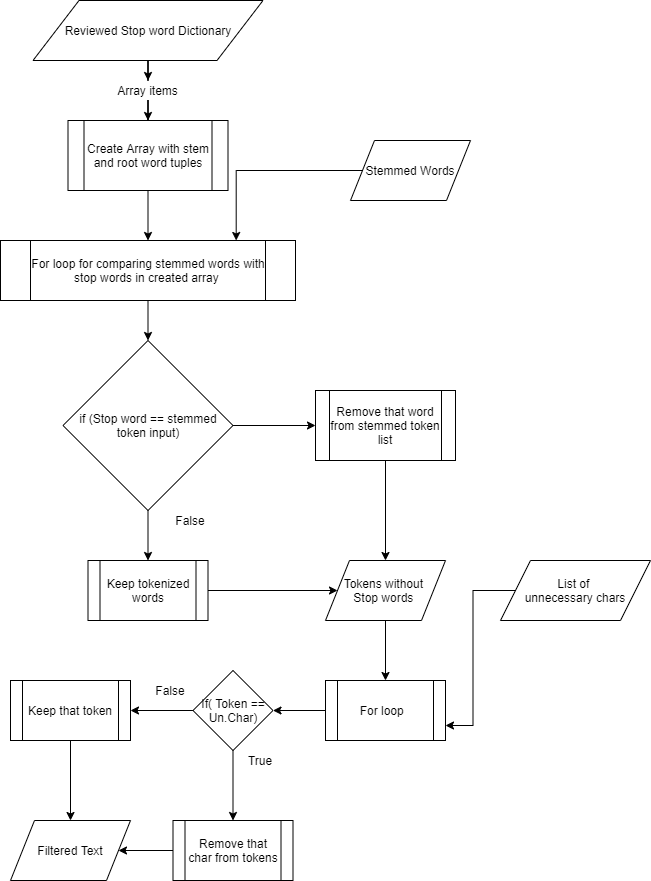 Reviewed Stop word Dictionary
Array items
Create Array with stem
and root word tuples
Stemmed Words
For loop for comparing stemmed words with
stop words in created array
if (Stop word == stemmed
token input)
Remove that word
from stemmed token
list
False
Keep tokenized
words
Tokens without
Stop words
List of
unnecessary chars
For loop
If( Token ==
Un.Char)
False
Keep that token
True
Remove that
char from tokens
Filtered Text